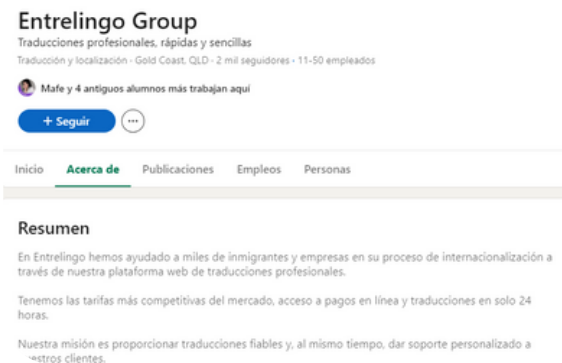 Entrelingo Group
Traducciones profesionales, rápidas y sencillas
Traducción y localización · Gold Coast, QLD · 2 mil seguidores · 11-50 empleados
Mafe y 4 antiguos alumnos más trabajan aquí
+ Seguir ···
Inicio Acerca de Publicaciones Empleos Personas
Resumen
En Entrelingo hemos ayudado a miles de inmigrantes y empresas en su proceso de internacionalización a
través de nuestra plataforma web de traducciones profesionales.
Tenemos las tarifas más competitivas del mercado, acceso a pagos en línea y traducciones en solo 24
horas.
Nuestra misión es proporcionar traducciones fiables y, al mismo tiempo, dar soporte personalizado a
clientes.